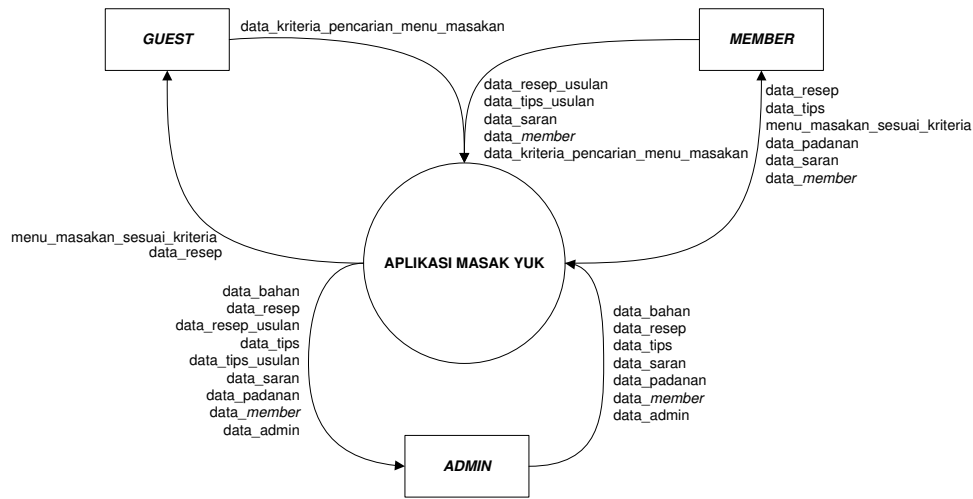 GUEST
data_kriteria_pencarian_menu_masakan
MEMBER
data_resep_usulan
data_tips_usulan
data_saran
data_member
data_kriteria_pencarian_menu_masakan
data_resep
data_tips
menu_masakan_sesuai_kriteria
data_padanan
data_saran
data_member
menu_masakan_sesuai_kriteria
data_resep
APLIKASI MASAK YUK
data_bahan
data_resep
data_resep_usulan
data_tips
data_tips_usulan
data_saran
data_padanan
data_member
data_admin
data_bahan
data_resep
data_tips
data_saran
data_padanan
data_member
data_admin
ADMIN